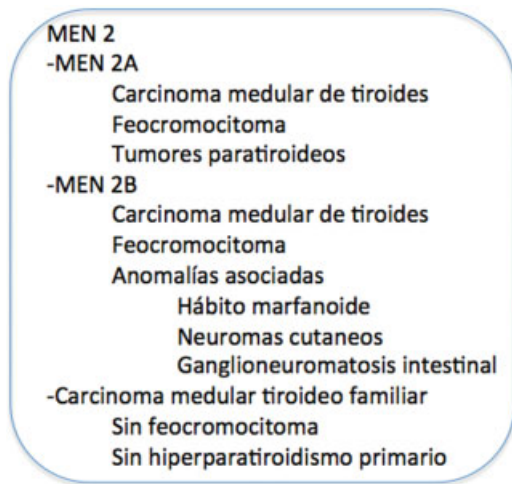 MEN 2
-MEN 2A
Carcinoma medular de tiroides
Feocromocitoma
Tumores paratiroideos
-MEN 2B
Carcinoma medular de tiroides
Feocromocitoma
Anomalías asociadas
Hábito marfanoide
Neuromas cutaneos
Ganglioneuromatosis intestinal
-Carcinoma medular tiroideo familiar
Sin feocromocitoma
Sin hiperparatiroidismo primario